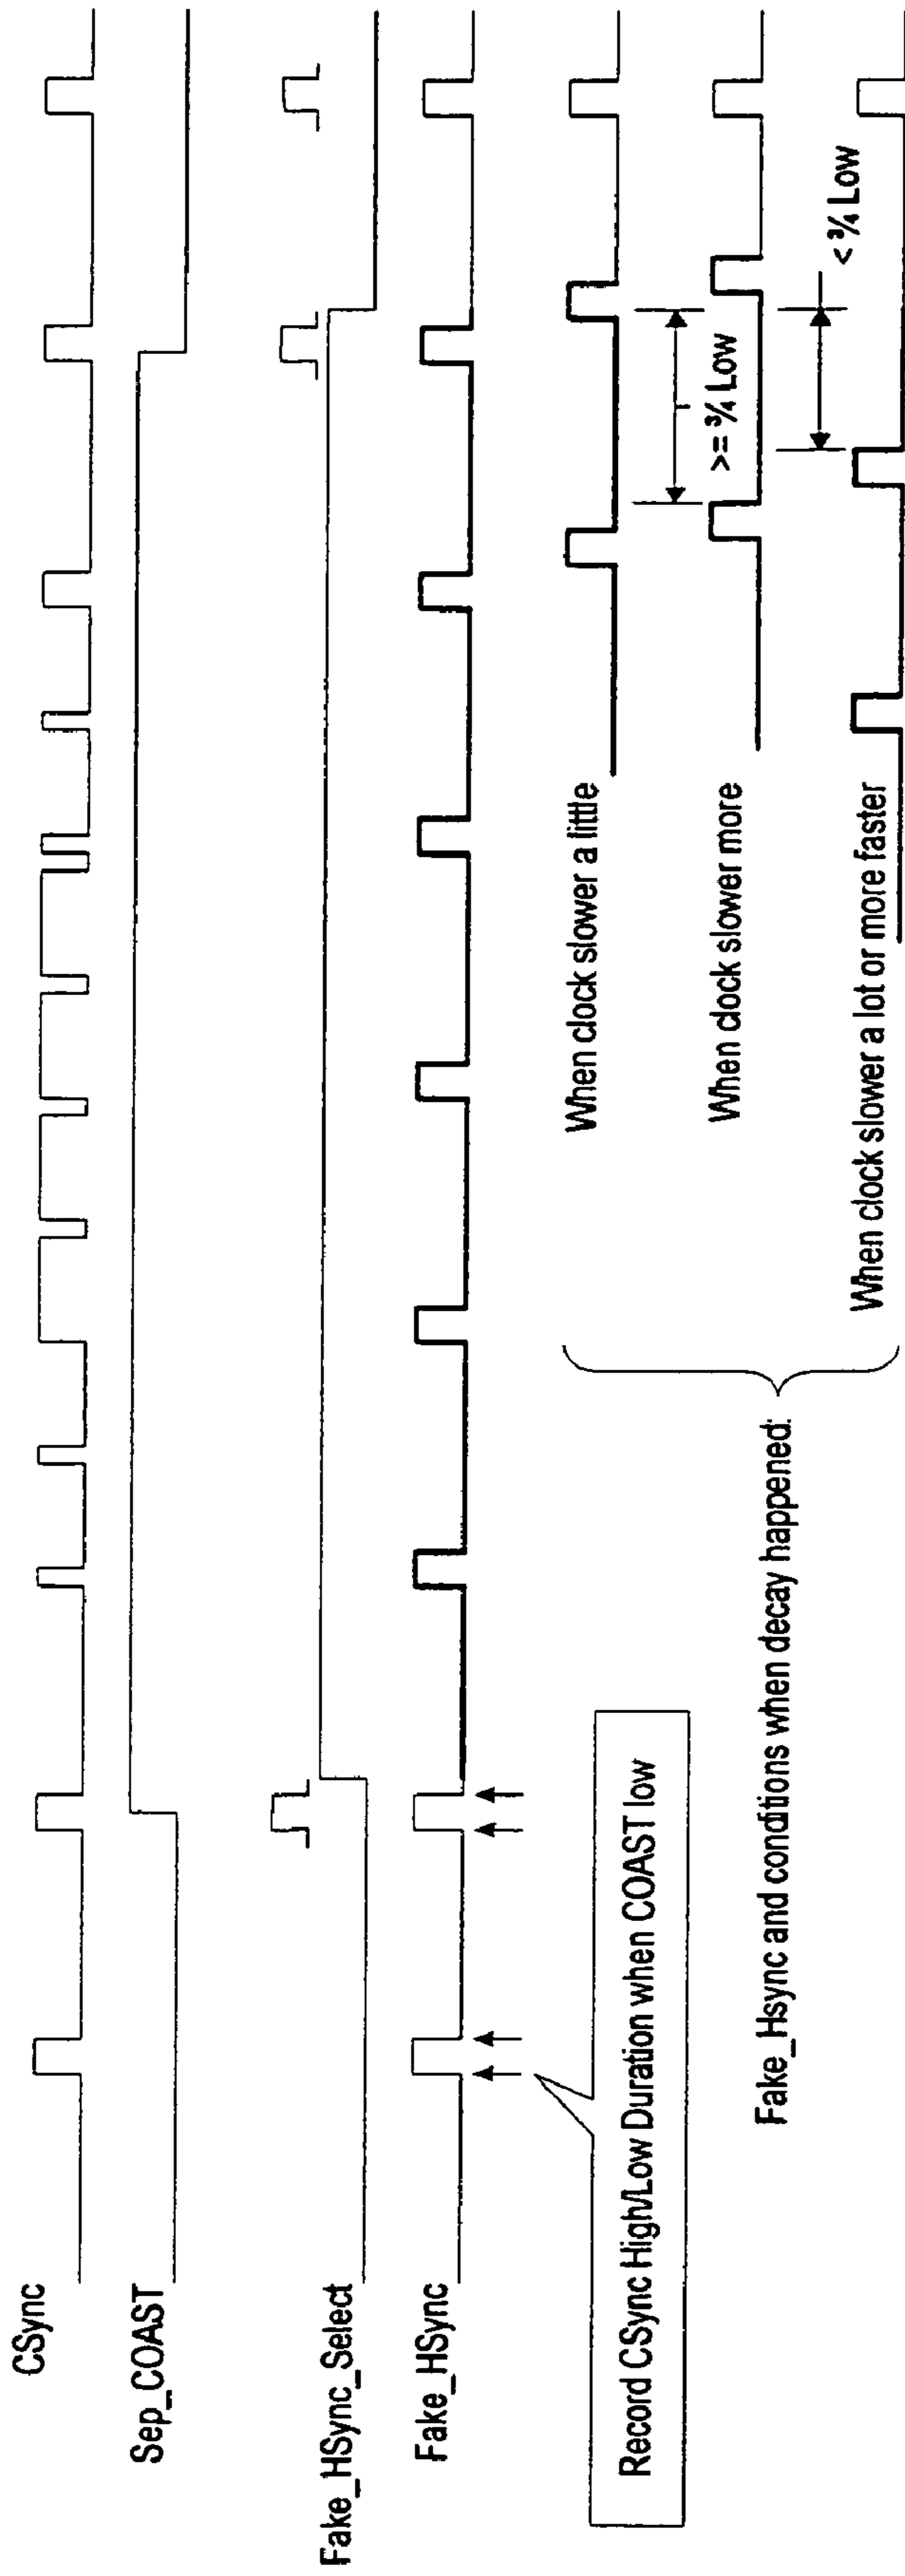 CSync
Sep_COAST
Fake_HSync_Select
Fake_HSync
Record CSync High/Low Duration when COAST low
Fake_Hsync and conditions when decay happened:
When clock slower a little
>= ¾ Low
When clock slower more
< ¾ Low
When clock slower a lot or more faster